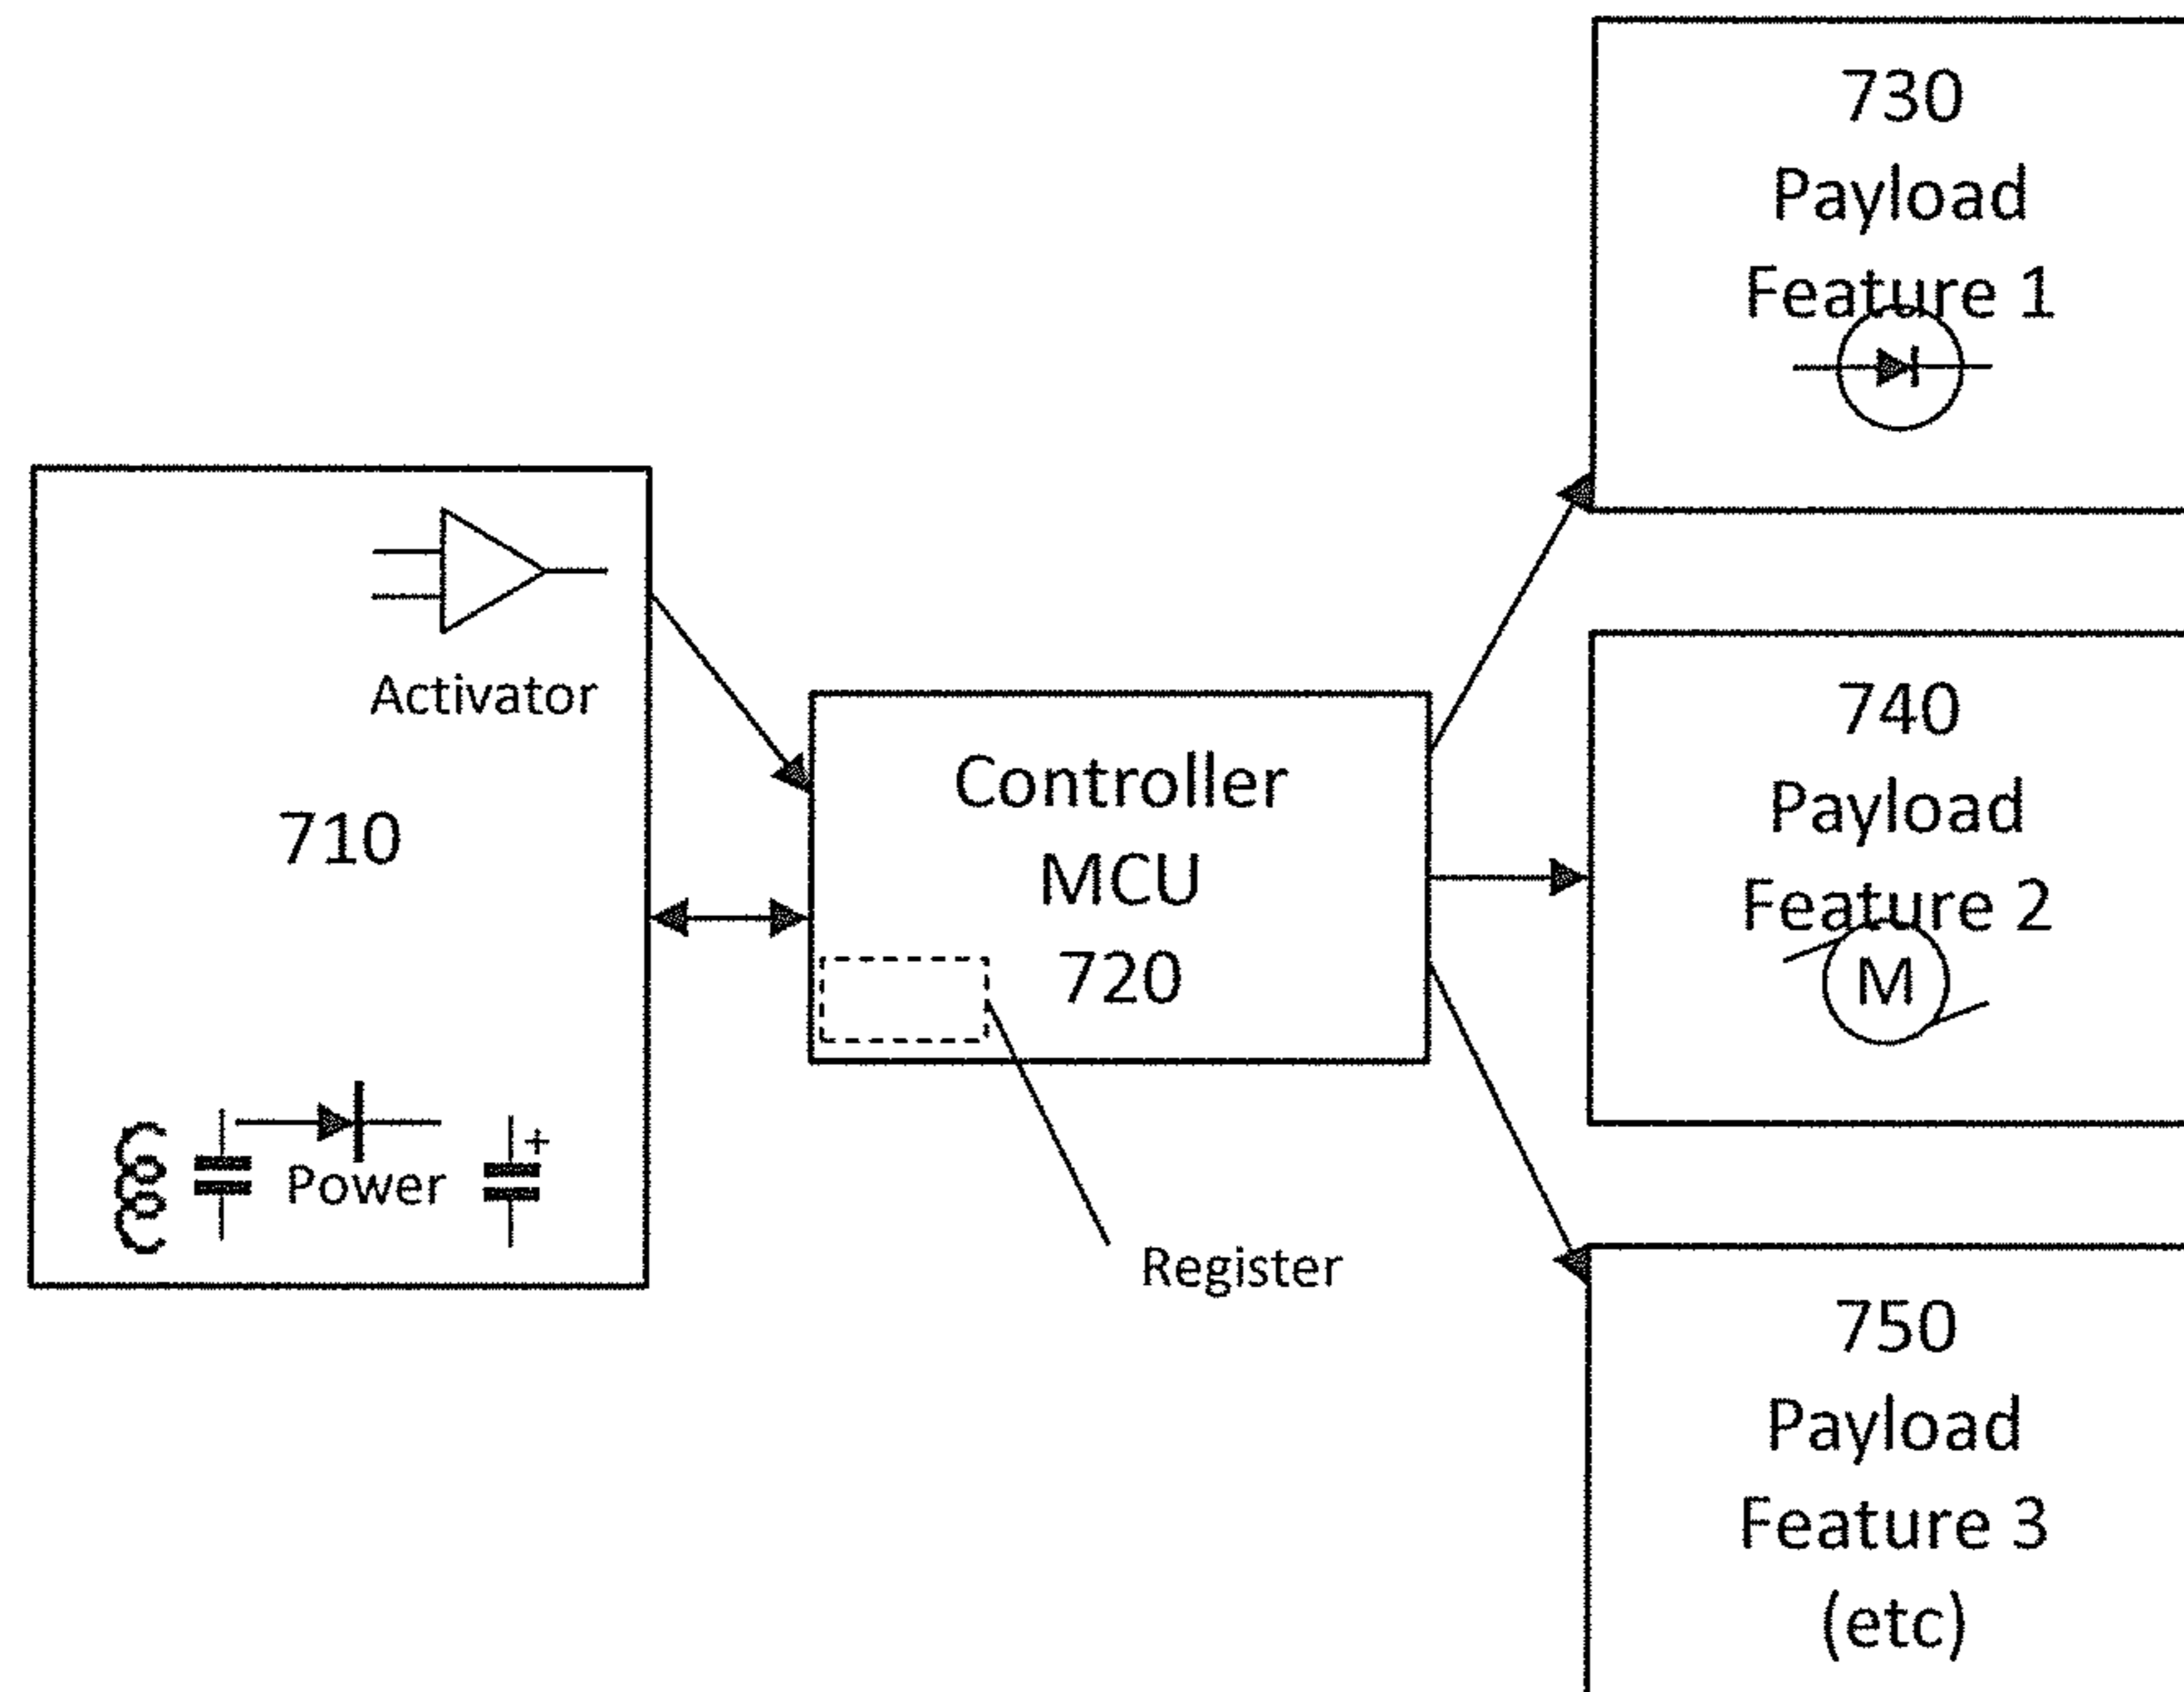 730
Payload
Feature 1
Activator
710
Power
+
Controller
MCU
720
Register
740
Payload
Feature 2
M
750
Payload
Feature 3
(etc)